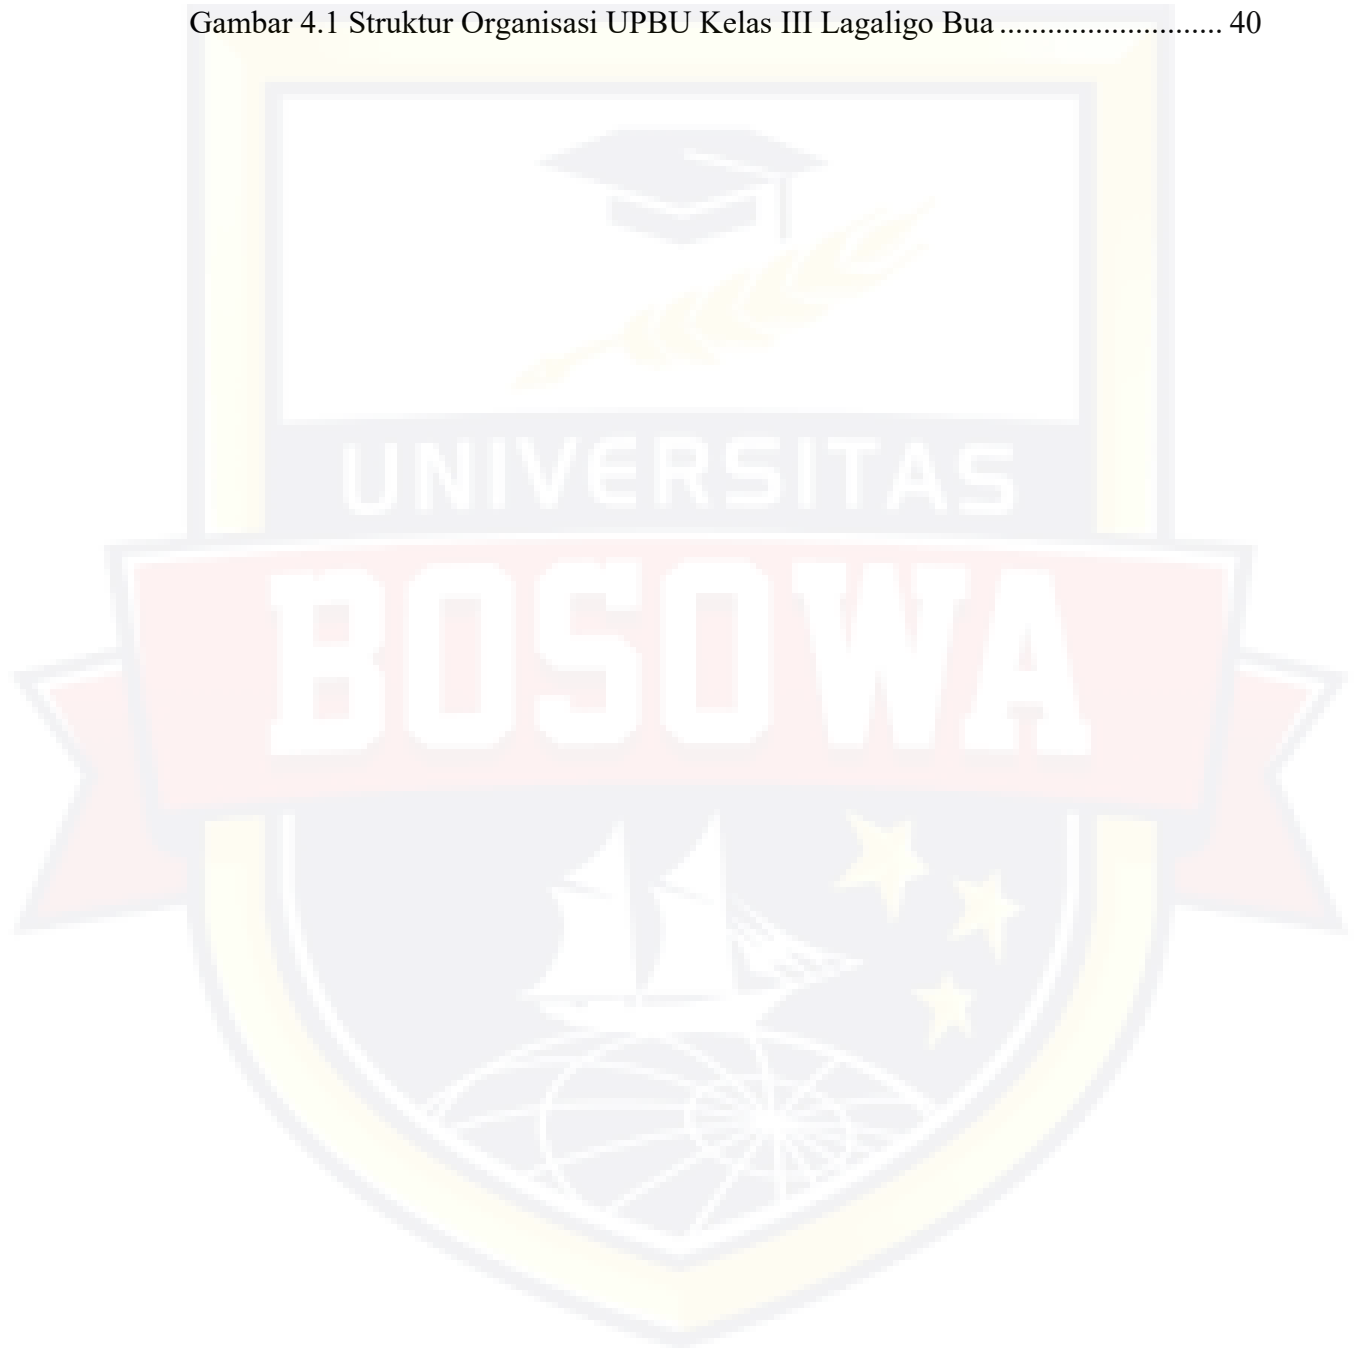 Gambar 4.1 Struktur Organisasi UPBU Kelas III Lagaligo Bua ............................ 40
UNIVERSITAS
BOSOWA